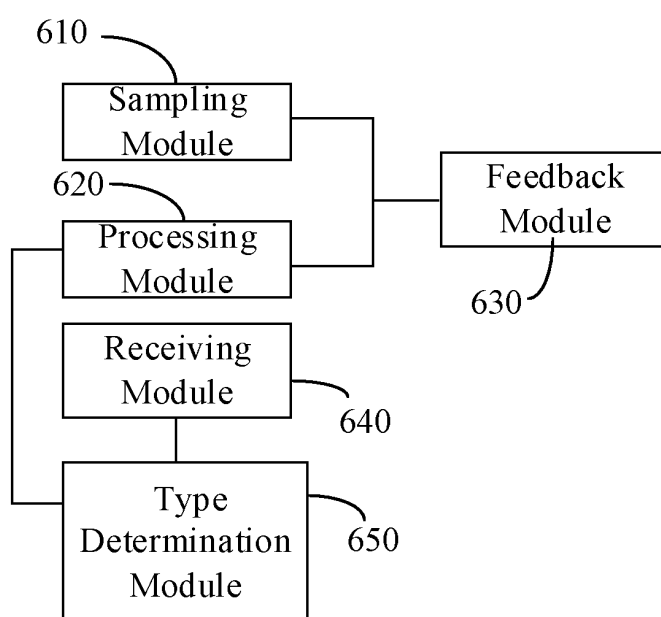 610
Sampling
Module
620
Processing
Module
Feedback
Module
630
Receiving
Module
640
Type
Determination
Module
650